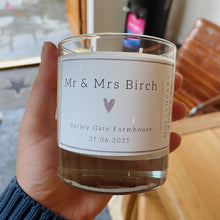 Mr & Mrs Birch
Burley Gate Farmhouse
21.06.2021